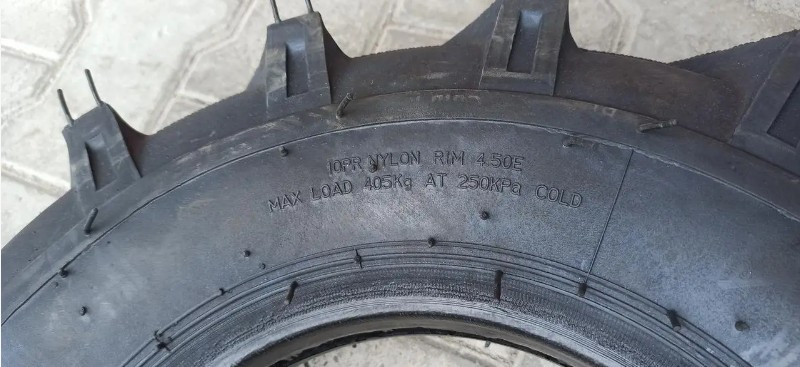 10PR NYLON RIM 4.50E
MAX LOAD 405Kg AT 250KPa COLD